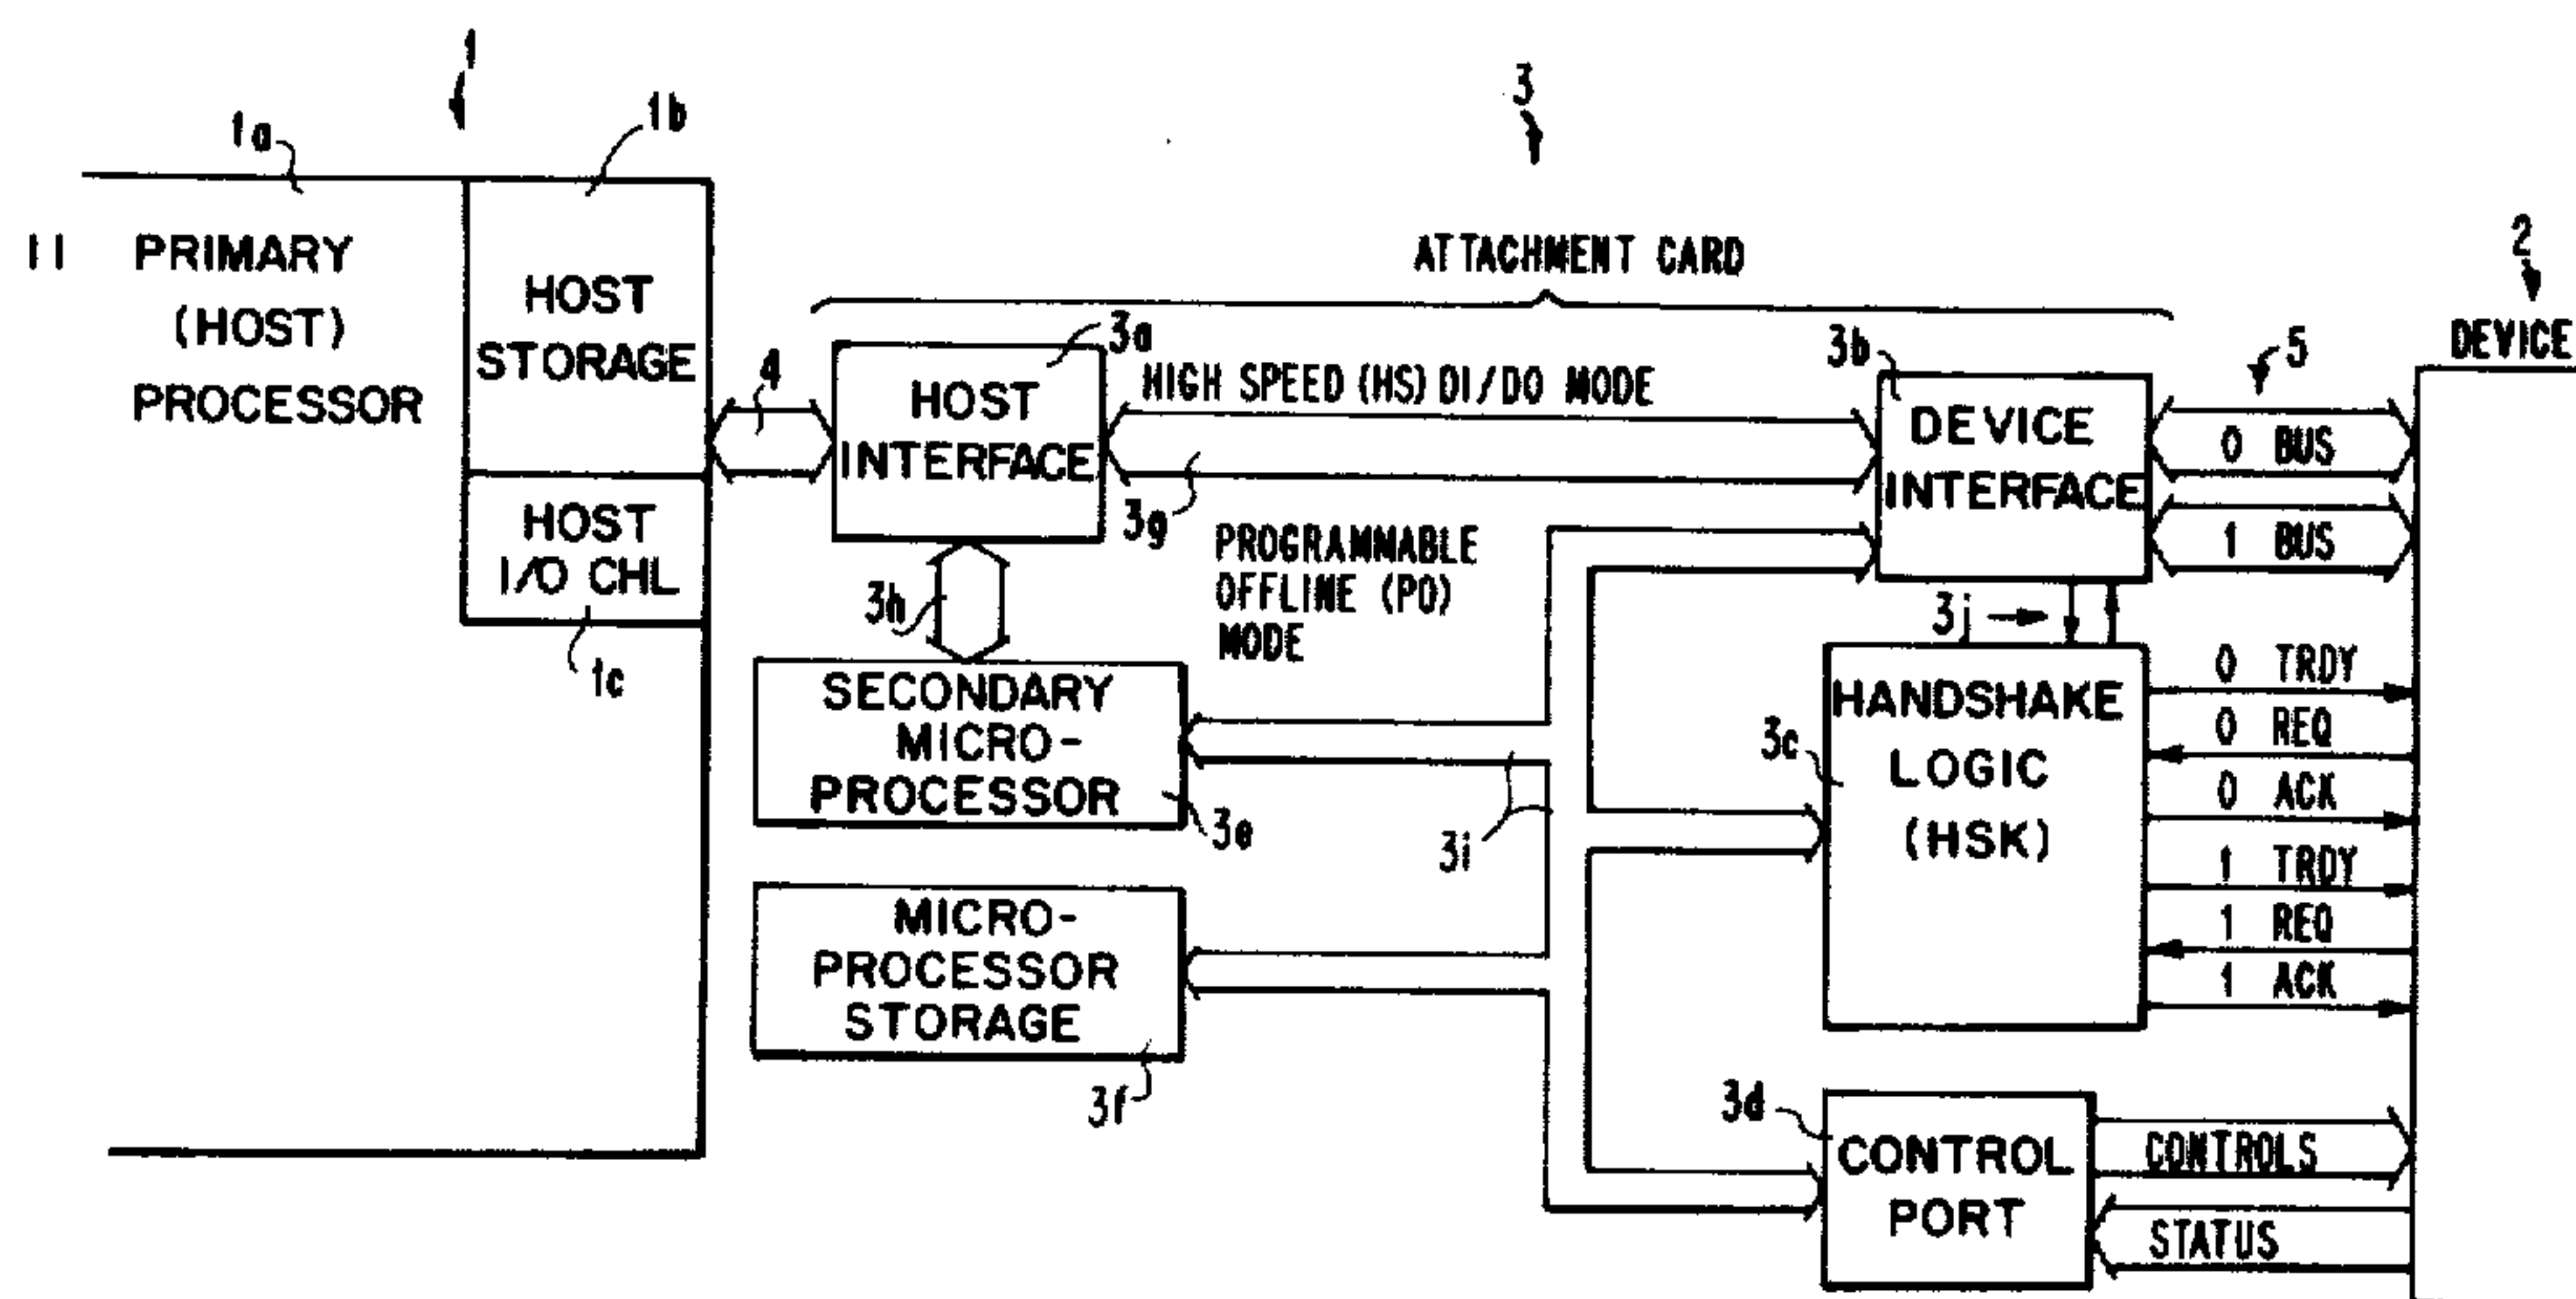 1
3
1a
1b
11 PRIMARY
(HOST)
PROCESSOR
HOST
STORAGE
HOST
I/O CHL
1c
4
ATTACHMENT CARD
3a
HOST
INTERFACE
HIGH SPEED (HS) DI/DO MODE
3g
3h
PROGRAMMABLE
OFFLINE (PO)
MODE
SECONDARY
MICRO-
PROCESSOR
3e
3i
MICRO-
PROCESSOR
STORAGE
3f
3b
DEVICE
INTERFACE
3j
3c
HANDSHAKE
LOGIC
(HSK)
3d
CONTROL
PORT
5
2
DEVICE
0 BUS
1 BUS
0 TRDY
0 REQ
0 ACK
1 TRDY
1 REQ
1 ACK
CONTROLS
STATUS